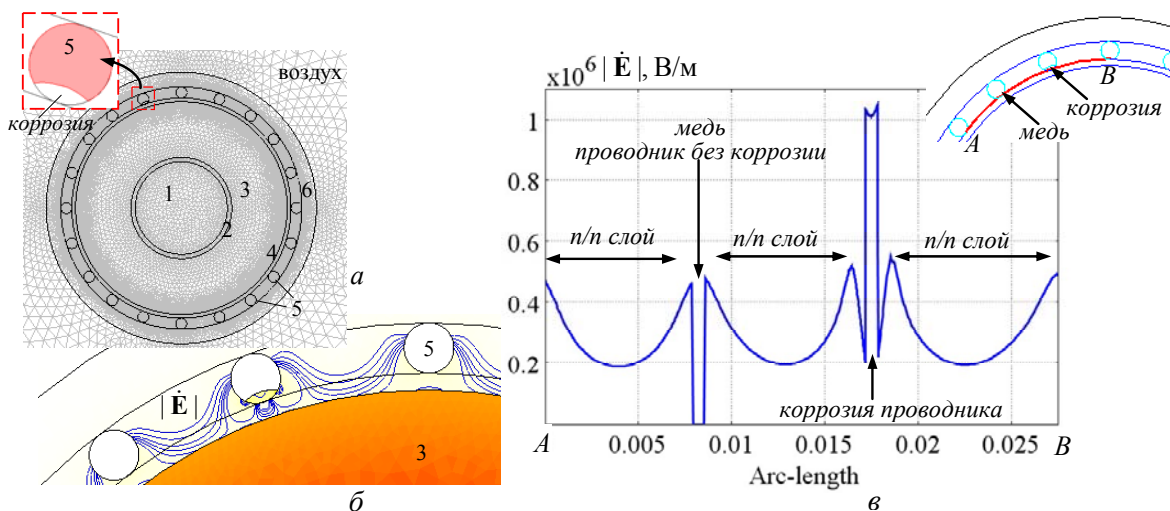 5
воздух
коррозия
1
3
2
6
4
5
а
5
|Ė|
3
б
x10⁶ |Ė|, В/м
1
0.8
0.6
0.4
0.2
медь
проводник без коррозии
п/п слой
п/п слой
п/п слой
коррозия проводника
A
0.005
0.01
0.015
0.02
0.025
B
Arc-length
в
B
коррозия
медь
A